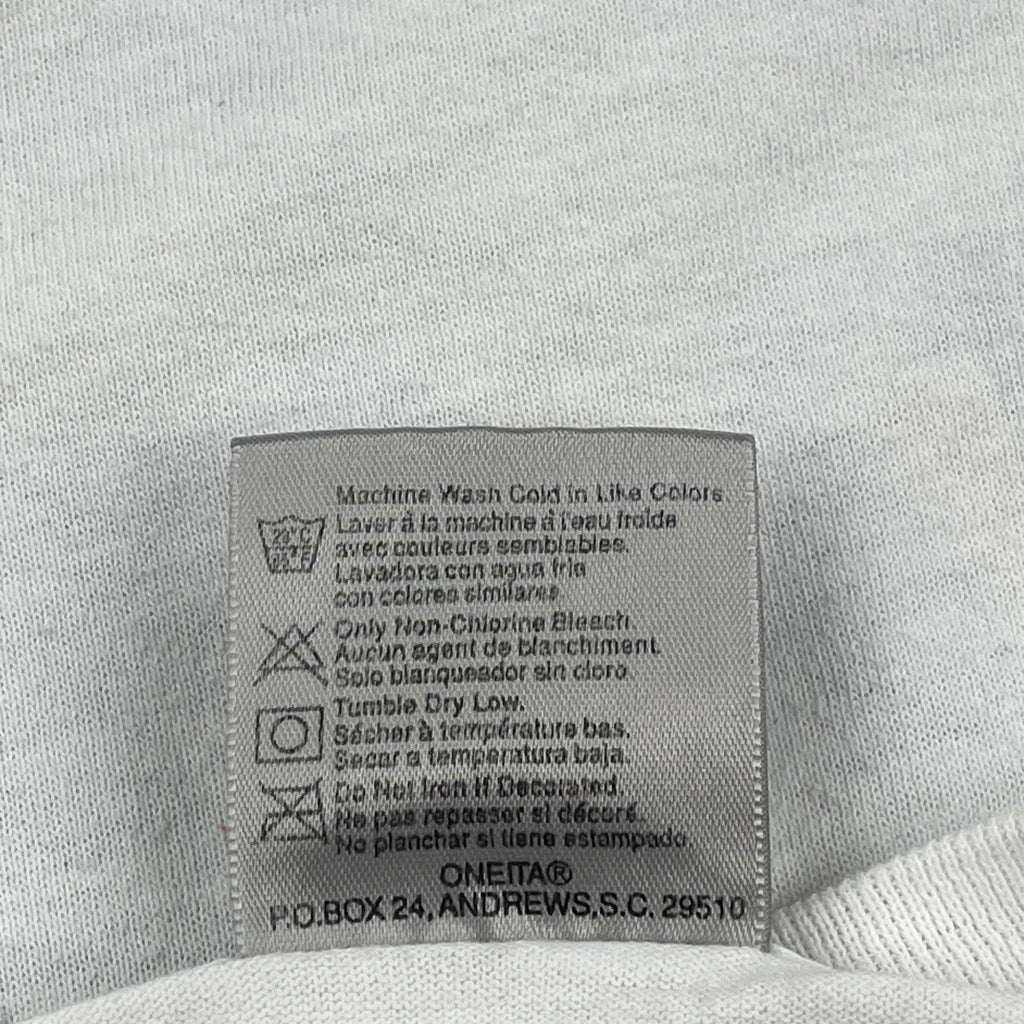 Machine Wash Cold in Like Colors
Laver à la machine à l'eau froide
avec couleurs semblables.
Lavadora con agua fria
con colores similares
Only Non-Chlorine Bleach.
Aucun agent de blanchiment.
Solo blanqueador sin cloro
Tumble Dry Low.
Sécher à température bas.
Secar a temperatura baja.
Do Not Iron If Decorated.
Ne pas repasser si décoré.
No planchar si tiene estampado.
ONEITA®
P.O.BOX 24, ANDREWS,S.C. 29510